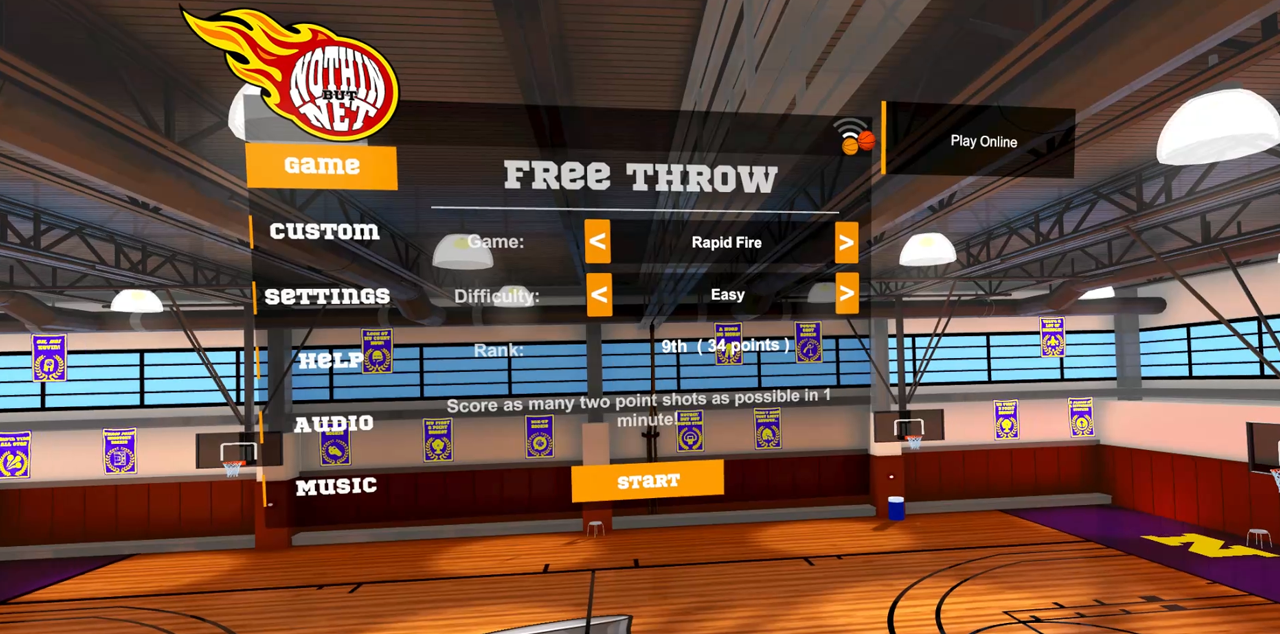 NOTHIN
BUT
NET
Game
Custom
Settings
Help
Audio
Music
Free Throw
Game:
<
Rapid Fire
>
Difficulty:
<
Easy
>
Rank:
9th ( 34 points )
Score as many two point shots as possible in 1
minute
Start
Play Online
N